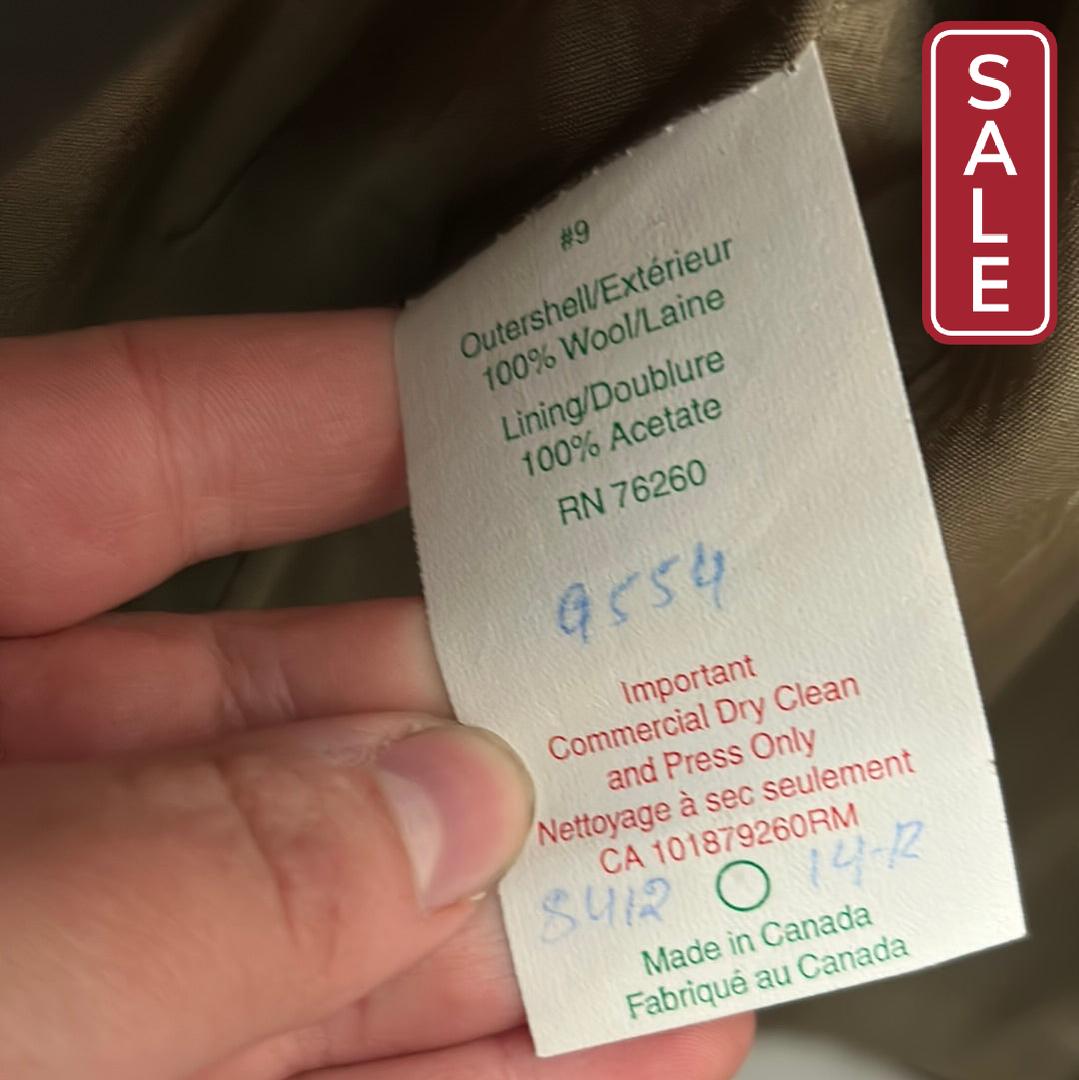 #9
Outershell/Extérieur
100% Wool/Laine
Lining/Doublure
100% Acetate
RN 76260
9554
Important
Commercial Dry Clean
and Press Only
Nettoyage à sec seulement
CA 101879260RM
8412 14-R
Made in Canada
Fabriqué au Canada
SALE